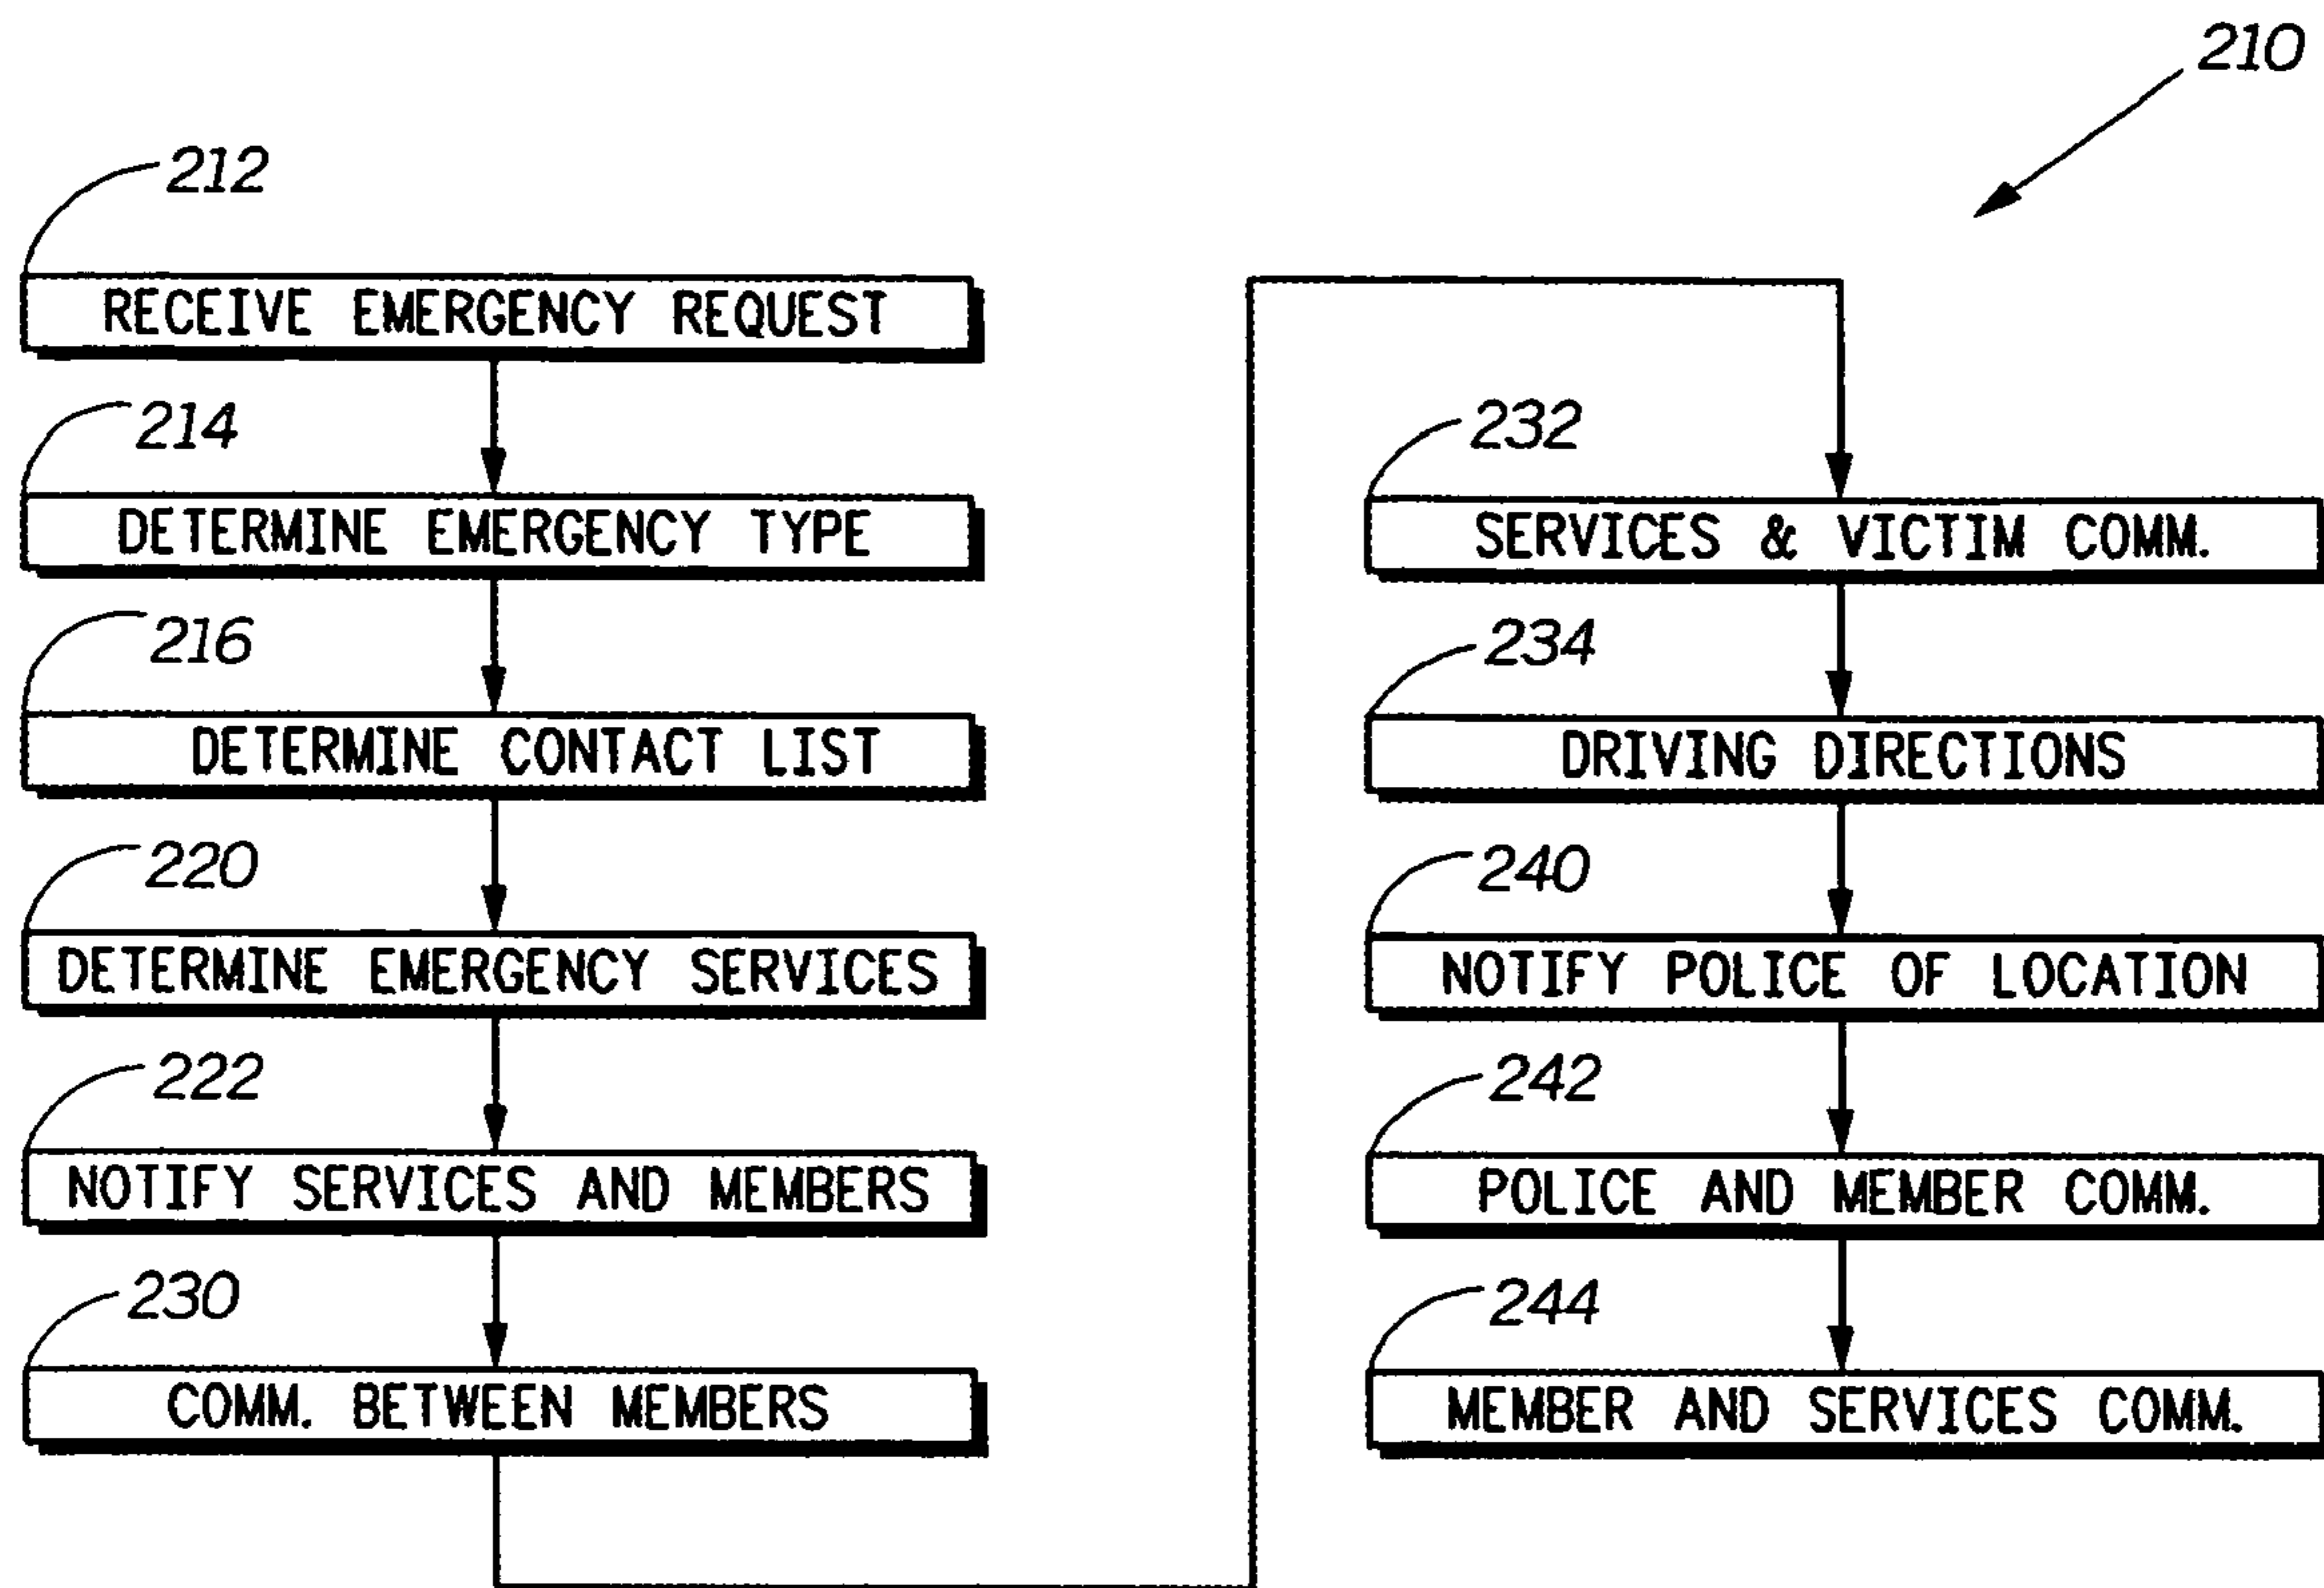 210
212
RECEIVE EMERGENCY REQUEST
214
DETERMINE EMERGENCY TYPE
216
DETERMINE CONTACT LIST
220
DETERMINE EMERGENCY SERVICES
222
NOTIFY SERVICES AND MEMBERS
230
COMM. BETWEEN MEMBERS
232
SERVICES & VICTIM COMM.
234
DRIVING DIRECTIONS
240
NOTIFY POLICE OF LOCATION
242
POLICE AND MEMBER COMM.
244
MEMBER AND SERVICES COMM.